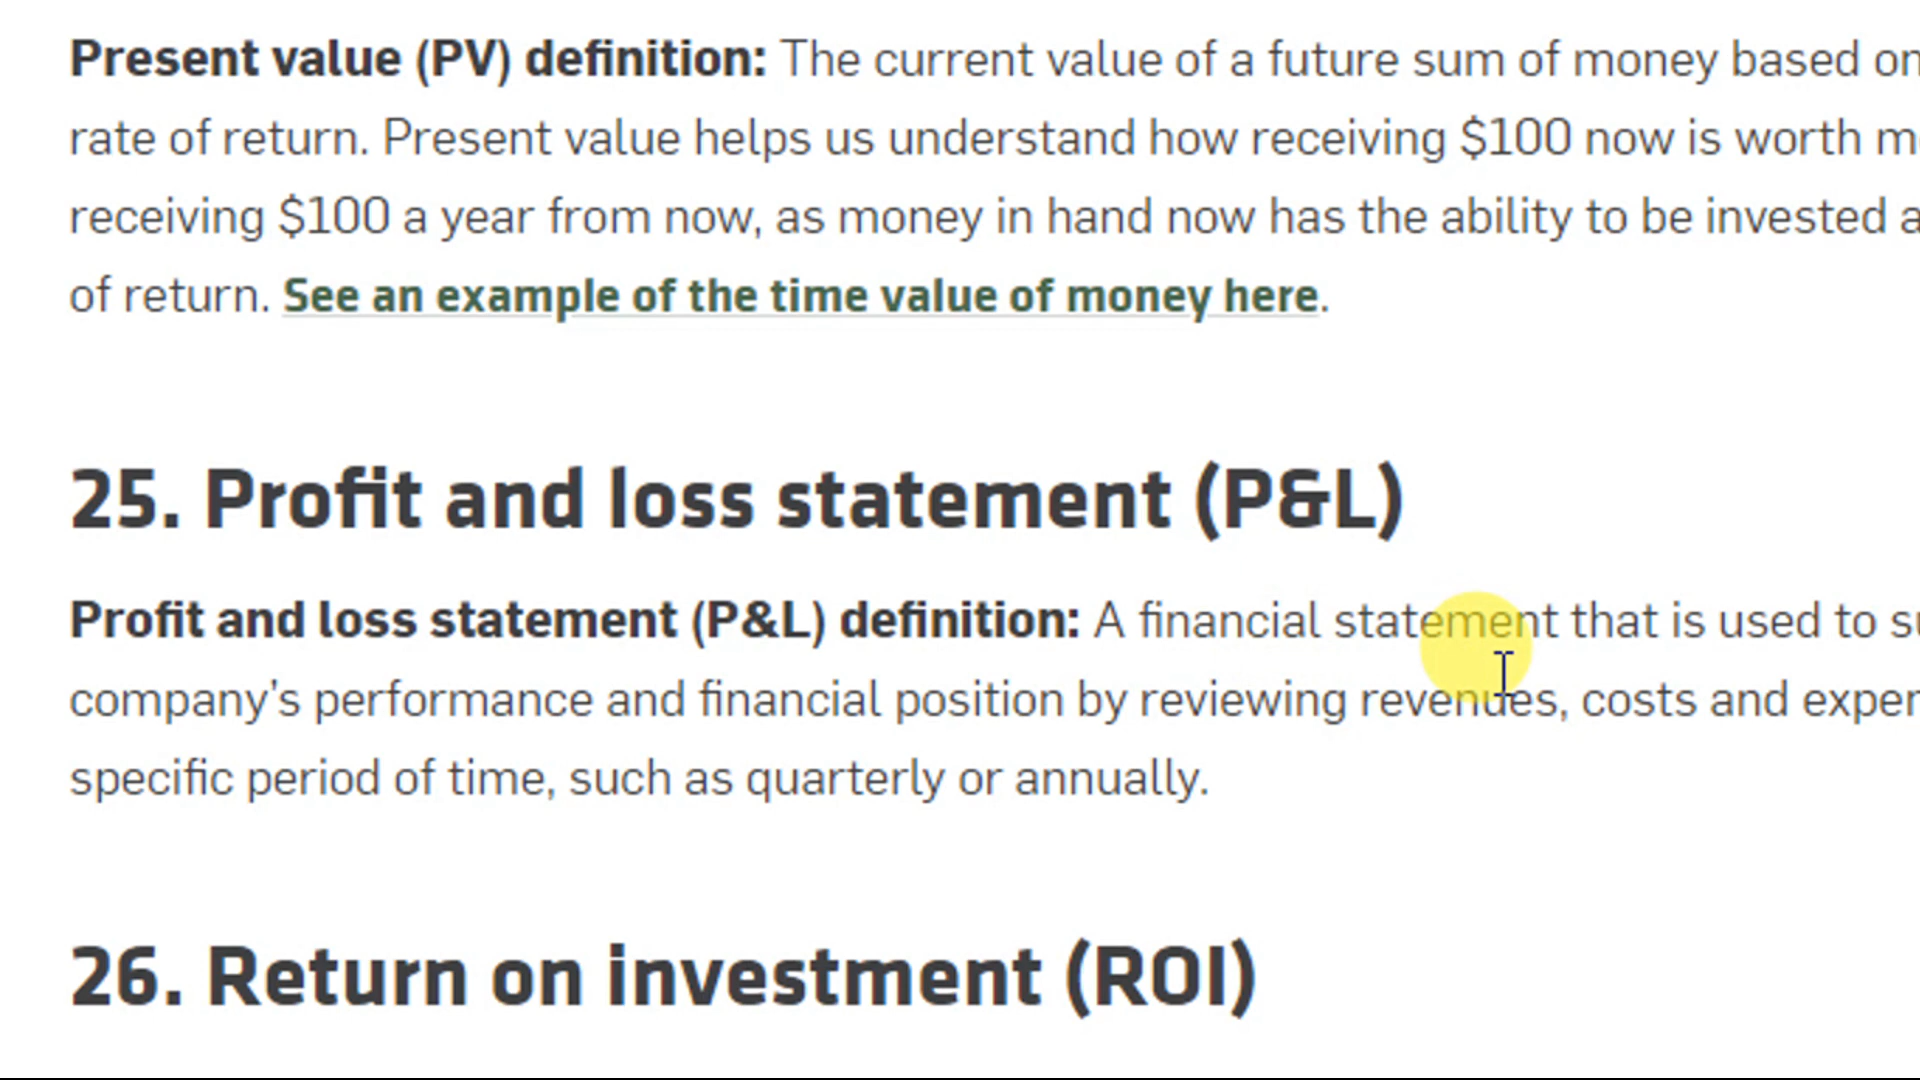 Present value (PV) definition: The current value of a future sum of money based on
rate of return. Present value helps us understand how receiving $100 now is worth
receiving $100 a year from now, as money in hand now has the ability to be invested
of return. See an example of the time value of money here.
25. Profit and loss statement (P&L)
Profit and loss statement (P&L) definition: A financial statement that is used to
company's performance and financial position by reviewing revenues, costs and
specific period of time, such as quarterly or annually.
26. Return on investment (ROI)